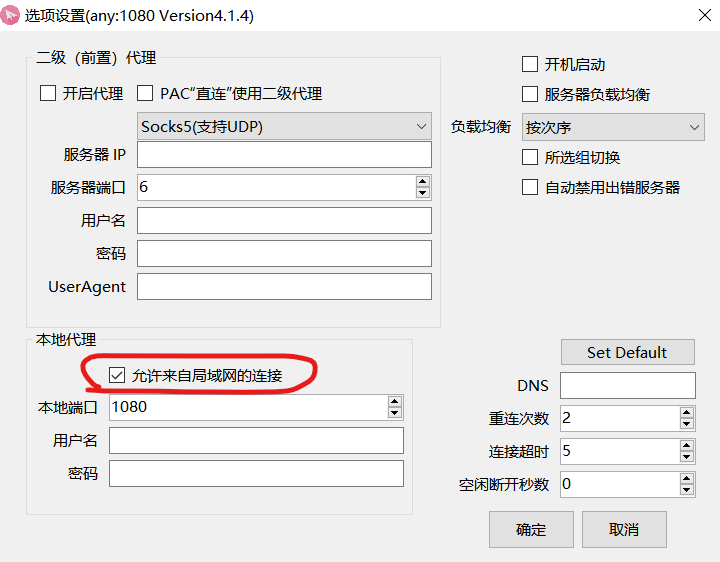 选项设置(any:1080 Version4.1.4)
二级（前置）代理
开启代理
PAC“直连”使用二级代理
Socks5(支持UDP)
服务器 IP
服务器端口
6
用户名
密码
UserAgent
开机启动
服务器负载均衡
负载均衡
按次序
所选组切换
自动禁用出错服务器
本地代理
允许来自局域网的连接
本地端口
1080
用户名
密码
Set Default
DNS
重连次数
2
连接超时
5
空闲断开秒数
0
确定
取消